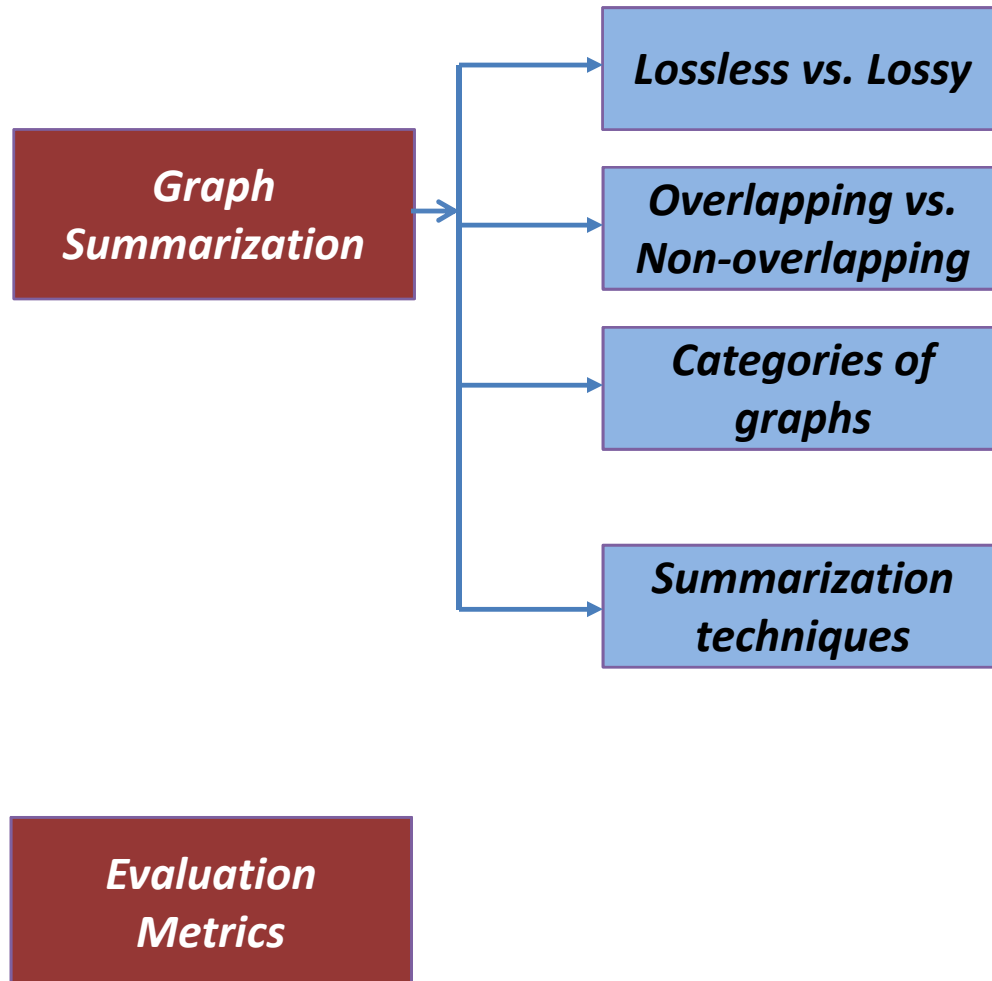 Graph
Summarization
Lossless vs. Lossy
Overlapping vs.
Non-overlapping
Categories of
graphs
Summarization
techniques
Evaluation
Metrics